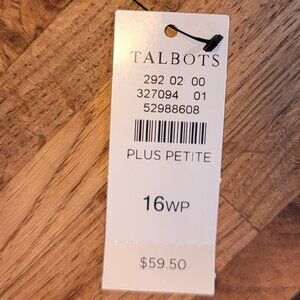 TALBOTS
292 02 00
327094 01
52988608
PLUS PETITE
16WP
$59.50